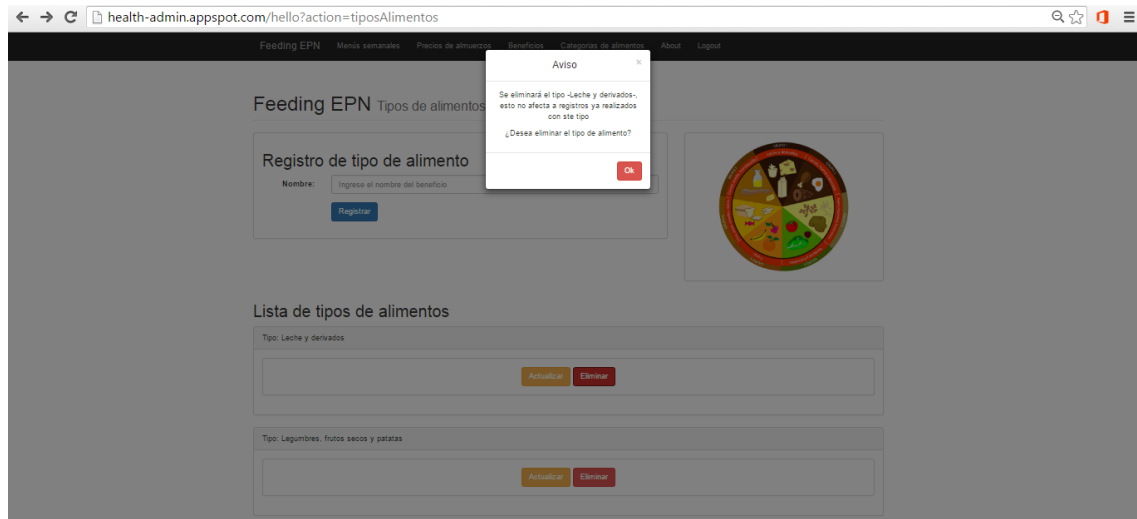 health-admin.appspot.com/hello?action=tiposAlimentos
Feeding EPN Menús semanales Precios de almuerzos Beneficios Categorias de alimentos About Logout
Aviso ×
Se eliminará el tipo -Leche y derivados-,
esto no afecta a registros ya realizados
con ste tipo
¿Desea eliminar el tipo de alimento?
Ok
Feeding EPN Tipos de alimentos
Registro de tipo de alimento
Nombre: Ingrese el nombre del beneficio
Registrar
Lista de tipos de alimentos
Tipo: Leche y derivados
Actualizar Eliminar
Tipo: Legumbres, frutos secos y patatas
Actualizar Eliminar